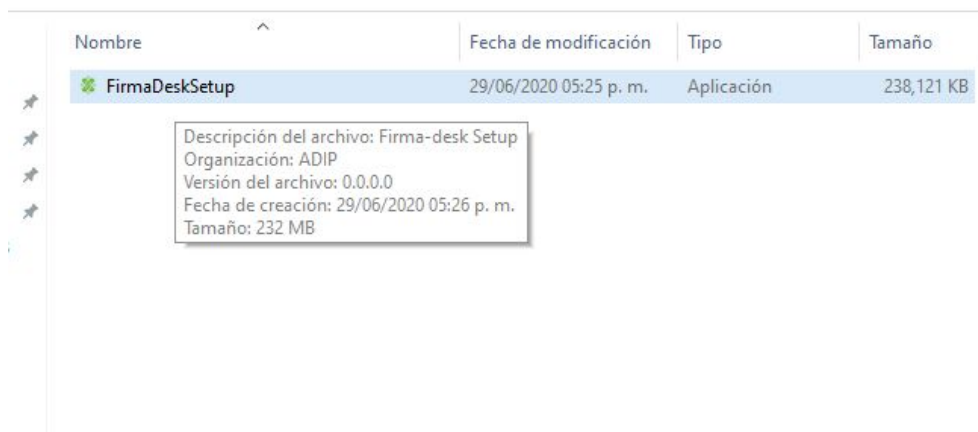 Nombre Fecha de modificación Tipo Tamaño
FirmaDeskSetup 29/06/2020 05:25 p. m. Aplicación 238,121 KB
Descripción del archivo: Firma-desk Setup
Organización: ADIP
Versión del archivo: 0.0.0.0
Fecha de creación: 29/06/2020 05:26 p. m.
Tamaño: 232 MB